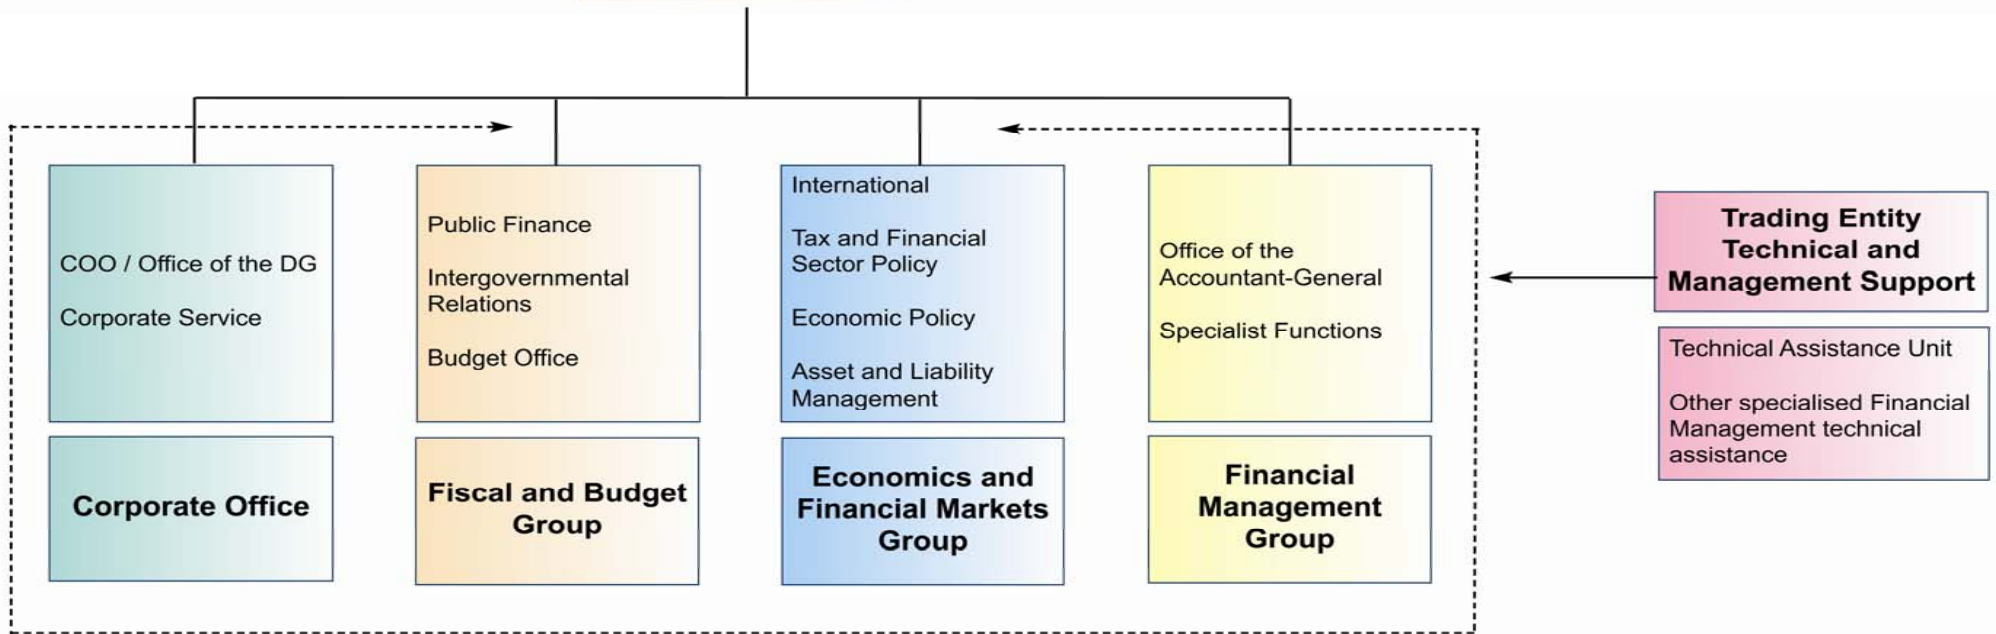 COO / Office of the DG
Corporate Service
Corporate Office
Public Finance
Intergovernmental
Relations
Budget Office
Fiscal and Budget
Group
International
Tax and Financial
Sector Policy
Economic Policy
Asset and Liability
Management
Economics and
Financial Markets
Group
Office of the
Accountant-General
Specialist Functions
Financial
Management
Group
Trading Entity
Technical and
Management Support
Technical Assistance Unit
Other specialised Financial
Management technical
assistance